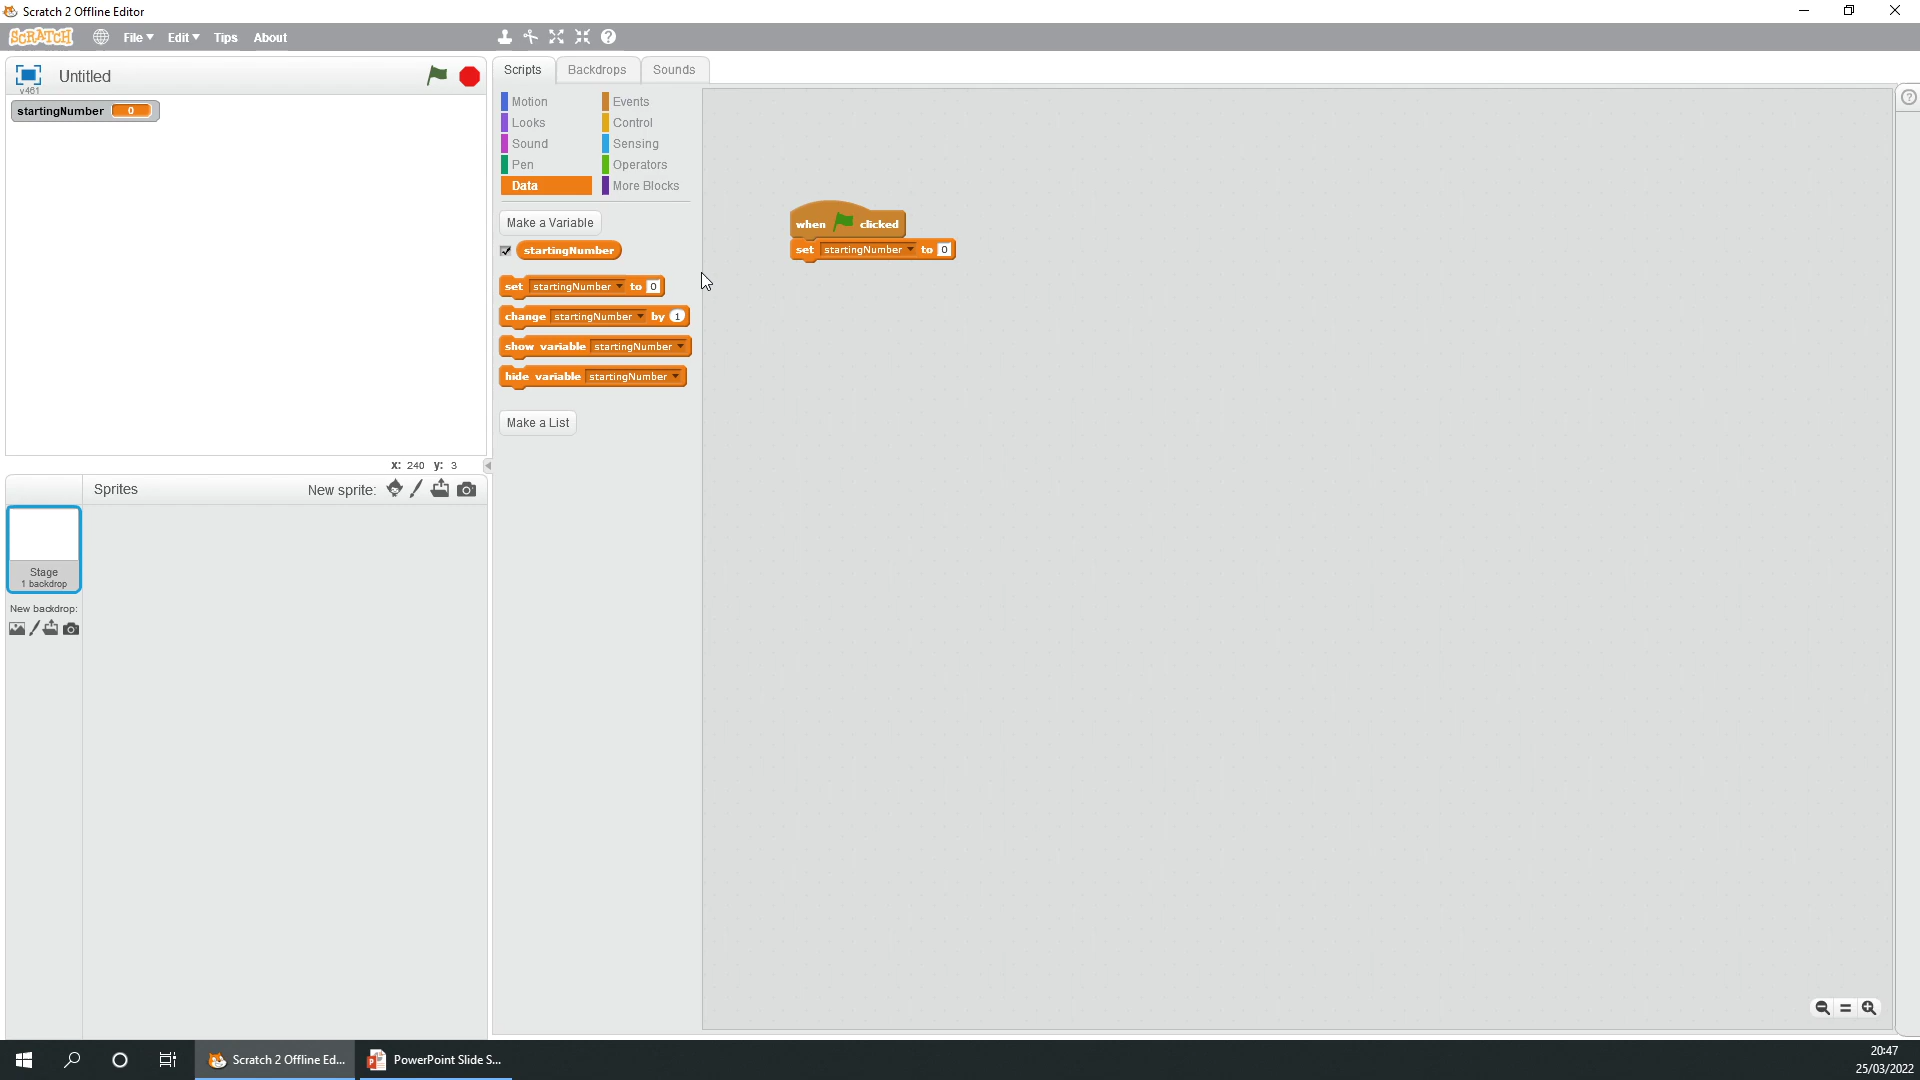 Scratch 2 Offline Editor
SCRATCH File Edit Tips About
v461 Untitled
startingNumber 0
x: 240 y: 3
Sprites New sprite:
Stage
1 backdrop
New backdrop:
Scripts Backdrops Sounds
Motion Events
Looks Control
Sound Sensing
Pen Operators
Data More Blocks
Make a Variable
startingNumber
set startingNumber to 0
change startingNumber by 1
show variable startingNumber
hide variable startingNumber
Make a List
when clicked
set startingNumber to 0
Scratch 2 Offline Ed... PowerPoint Slide S...
20:47
25/03/2022